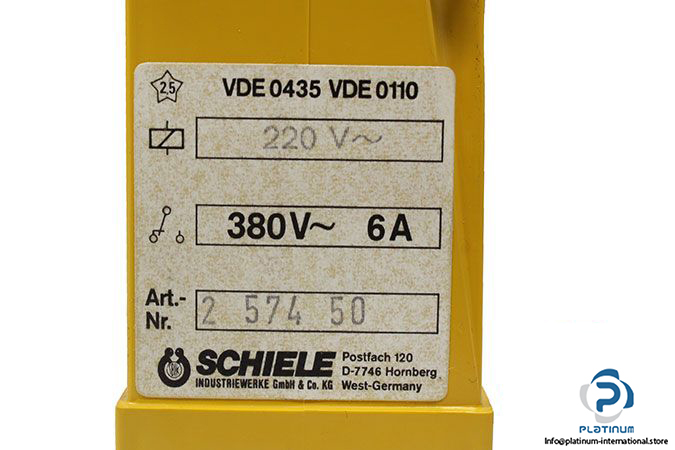 2,5
VDE 0435 VDE 0110
220 V~
380V~ 6A
Art.-
Nr.
2 574 50
SCHIELE
INDUSTRIEWERKE GmbH & Co. KG
Postfach 120
D-7746 Hornberg
West-Germany
PLATINUM
Info@platinum-international.store